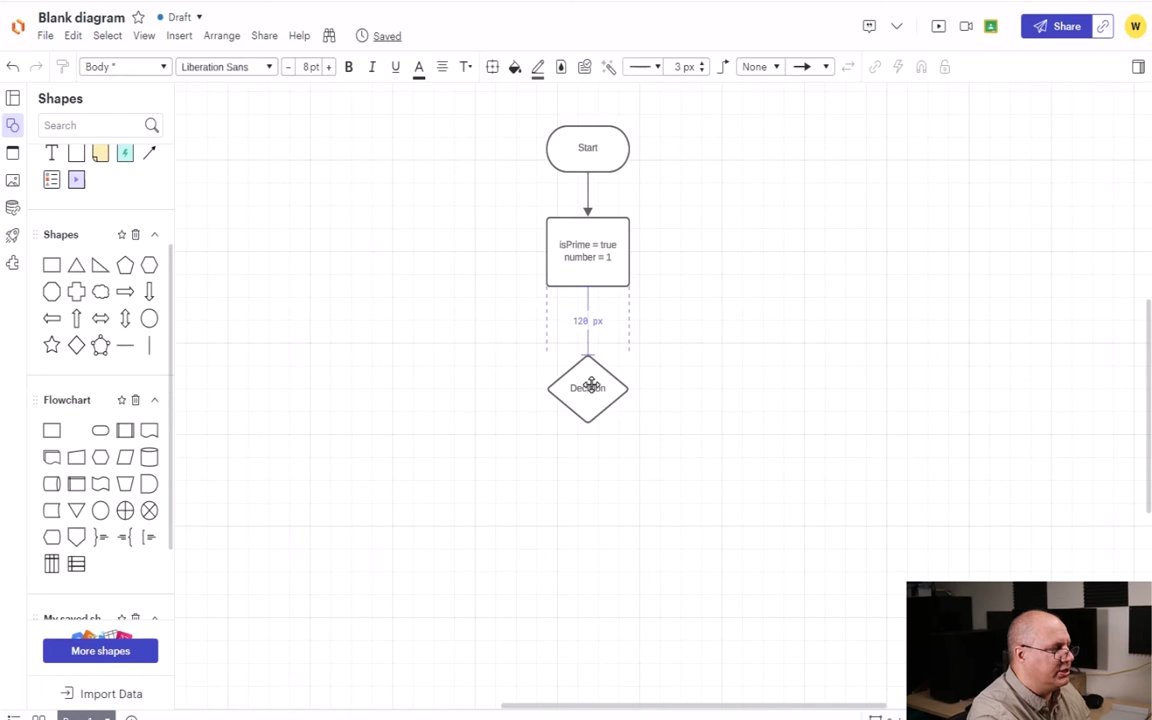 Blank diagram
Draft
File Edit Select View Insert Arrange Share Help Saved
Share
W
Body *
Liberation Sans
8 pt
B I U A T
3 px
None
Shapes
Search
T
Shapes
Flowchart
More shapes
Import Data
Start
isPrime = true
number = 1
120 px